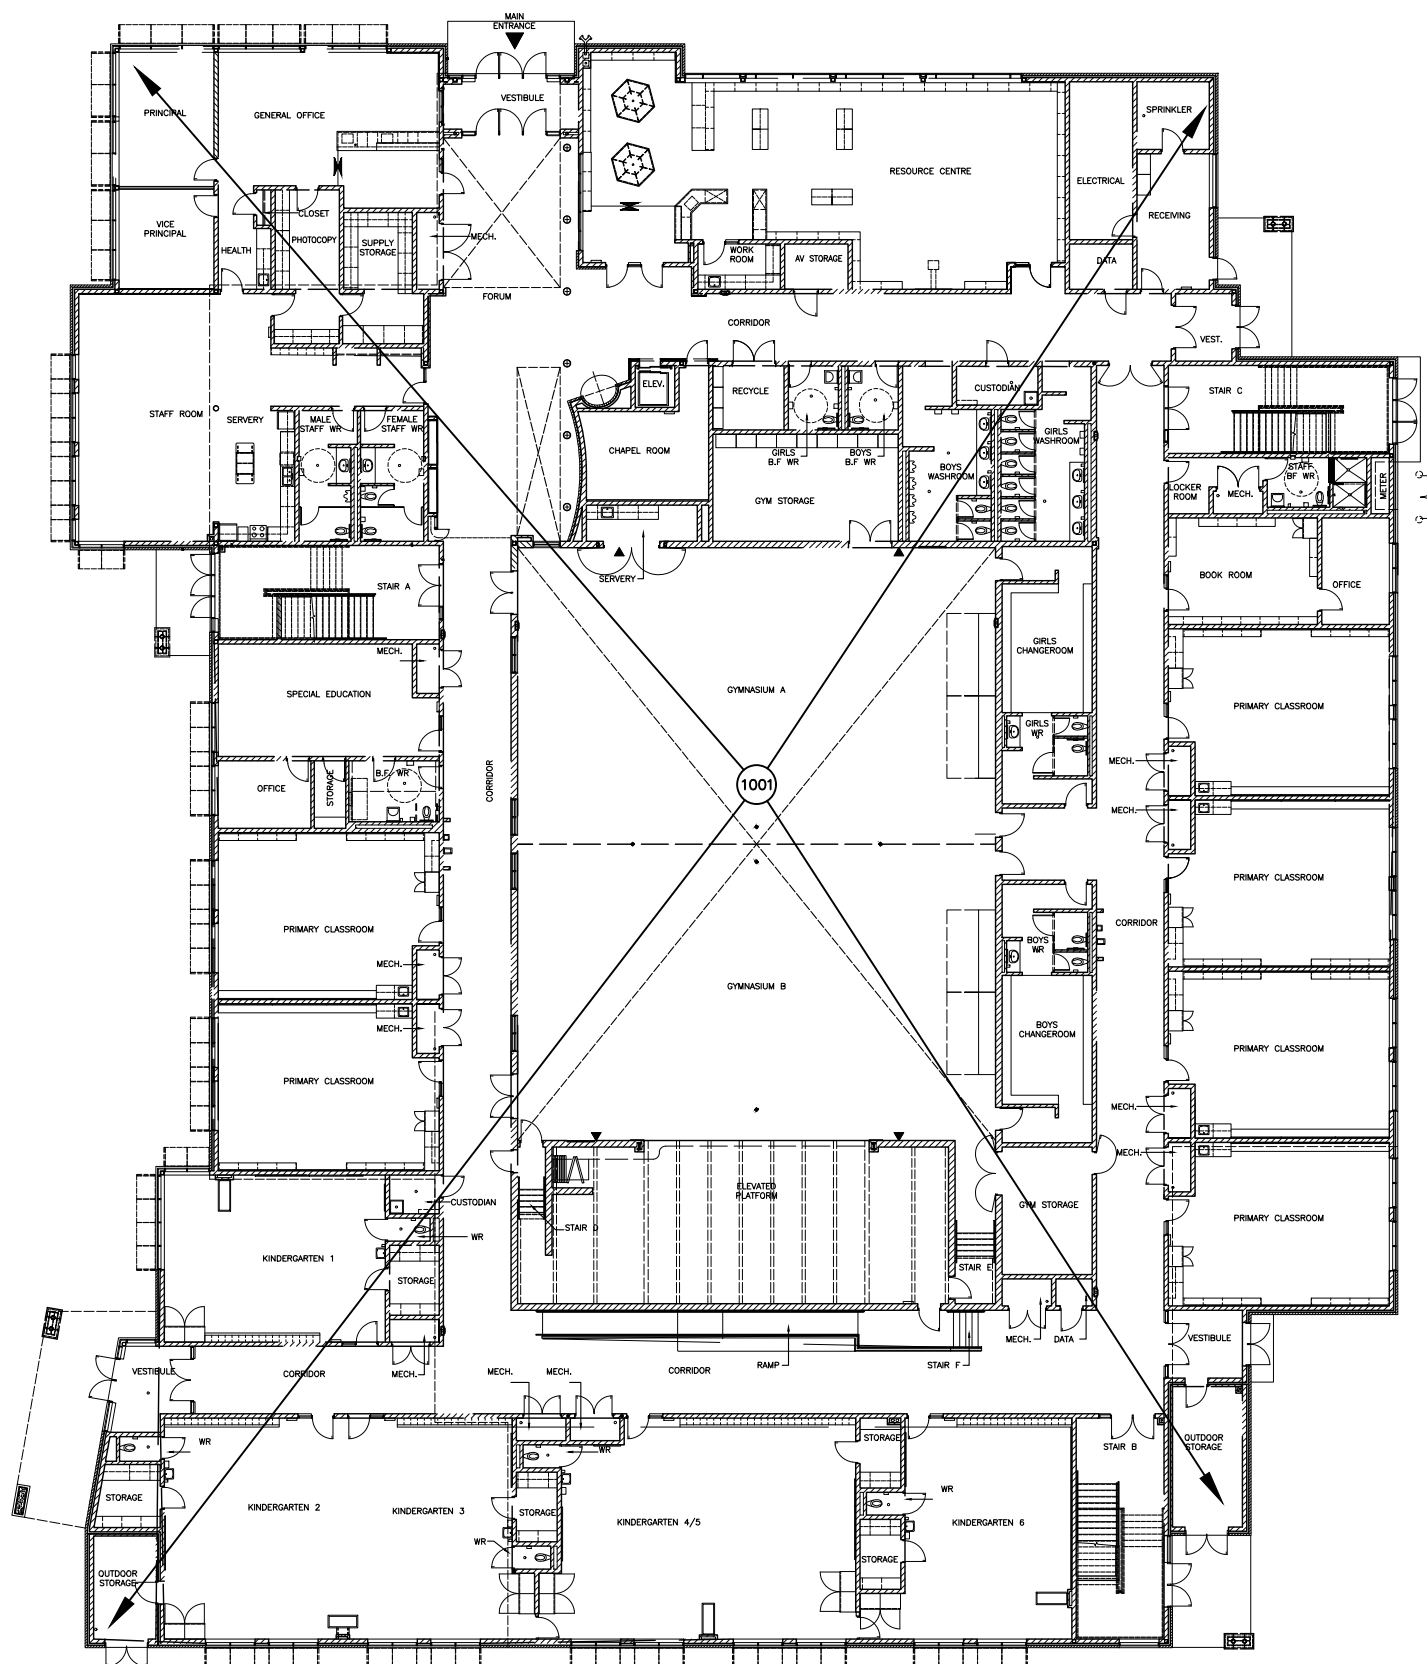 MAIN
ENTRANCE
VESTIBULE
PRINCIPAL
GENERAL OFFICE
SPRINKLER
RESOURCE CENTRE
ELECTRICAL
RECEIVING
VICE
PRINCIPAL
CLOSET
PHOTOCOPY
SUPPLY
STORAGE
MECH.
HEALTH
WORK
ROOM
AV STORAGE
DATA
FORUM
CORRIDOR
VEST.
ELEV.
RECYCLE
CUSTODIAN
STAIR C
STAFF ROOM
SERVERY
MALE
STAFF WR
FEMALE
STAFF WR
CHAPEL ROOM
GIRLS
B.F WR
BOYS
B.F WR
BOYS
WASHROOM
GIRLS
WASHROOM
GYM STORAGE
LOCKER
ROOM
MECH.
STAFF
BF WR
METER
SERVERY
STAIR A
BOOK ROOM
OFFICE
MECH.
SPECIAL EDUCATION
GIRLS
CHANGEROOM
GYMNASIUM A
PRIMARY CLASSROOM
GIRLS
WR
MECH.
OFFICE
STORAGE
B.F. WR
CORRIDOR
1001
MECH.
PRIMARY CLASSROOM
PRIMARY CLASSROOM
CORRIDOR
BOYS
WR
MECH.
GYMNASIUM B
MECH.
BOYS
CHANGEROOM
PRIMARY CLASSROOM
PRIMARY CLASSROOM
MECH.
MECH.
ELEVATED
PLATFORM
CUSTODIAN
GYM STORAGE
STAIR D
WR
PRIMARY CLASSROOM
KINDERGARTEN 1
STORAGE
STAIR E
MECH.
DATA
VESTIBULE
VESTIBULE
CORRIDOR
MECH.
MECH.
MECH.
CORRIDOR
RAMP
STAIR F
WR
WR
STORAGE
STAIR B
OUTDOOR
STORAGE
STORAGE
KINDERGARTEN 2
KINDERGARTEN 3
STORAGE
KINDERGARTEN 4/5
WR
KINDERGARTEN 6
WR
STORAGE
OUTDOOR
STORAGE